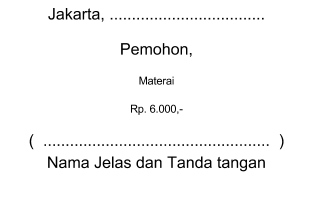 Jakarta, ...................................
Pemohon,
Materai
Rp. 6.000,-
( ................................................... )
Nama Jelas dan Tanda tangan